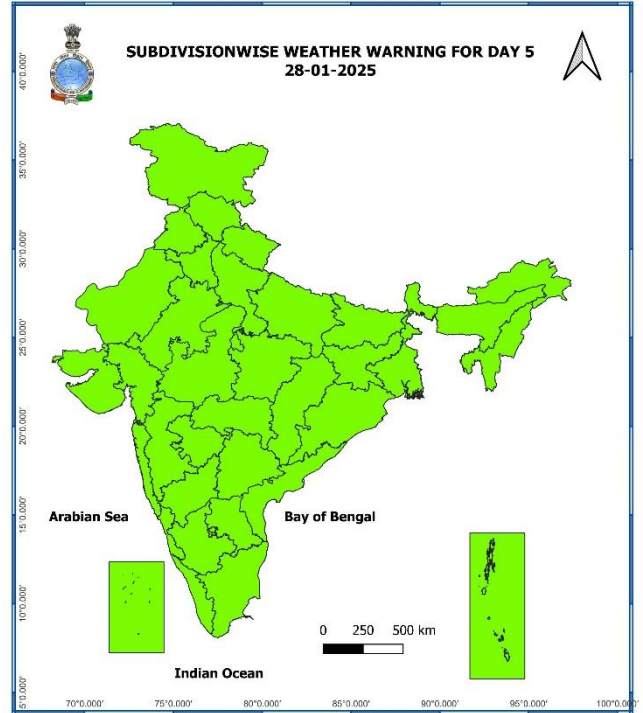 SUBDIVISIONWISE WEATHER WARNING FOR DAY 5
28-01-2025
40°0.000'
35°0.000'
30°0.000'
25°0.000'
20°0.000'
15°0.000'
10°0.000'
5°0.000'
Arabian Sea
Bay of Bengal
0 250 500 km
Indian Ocean
70°0.000' 75°0.000' 80°0.000' 85°0.000' 90°0.000' 95°0.000' 100°0.000'